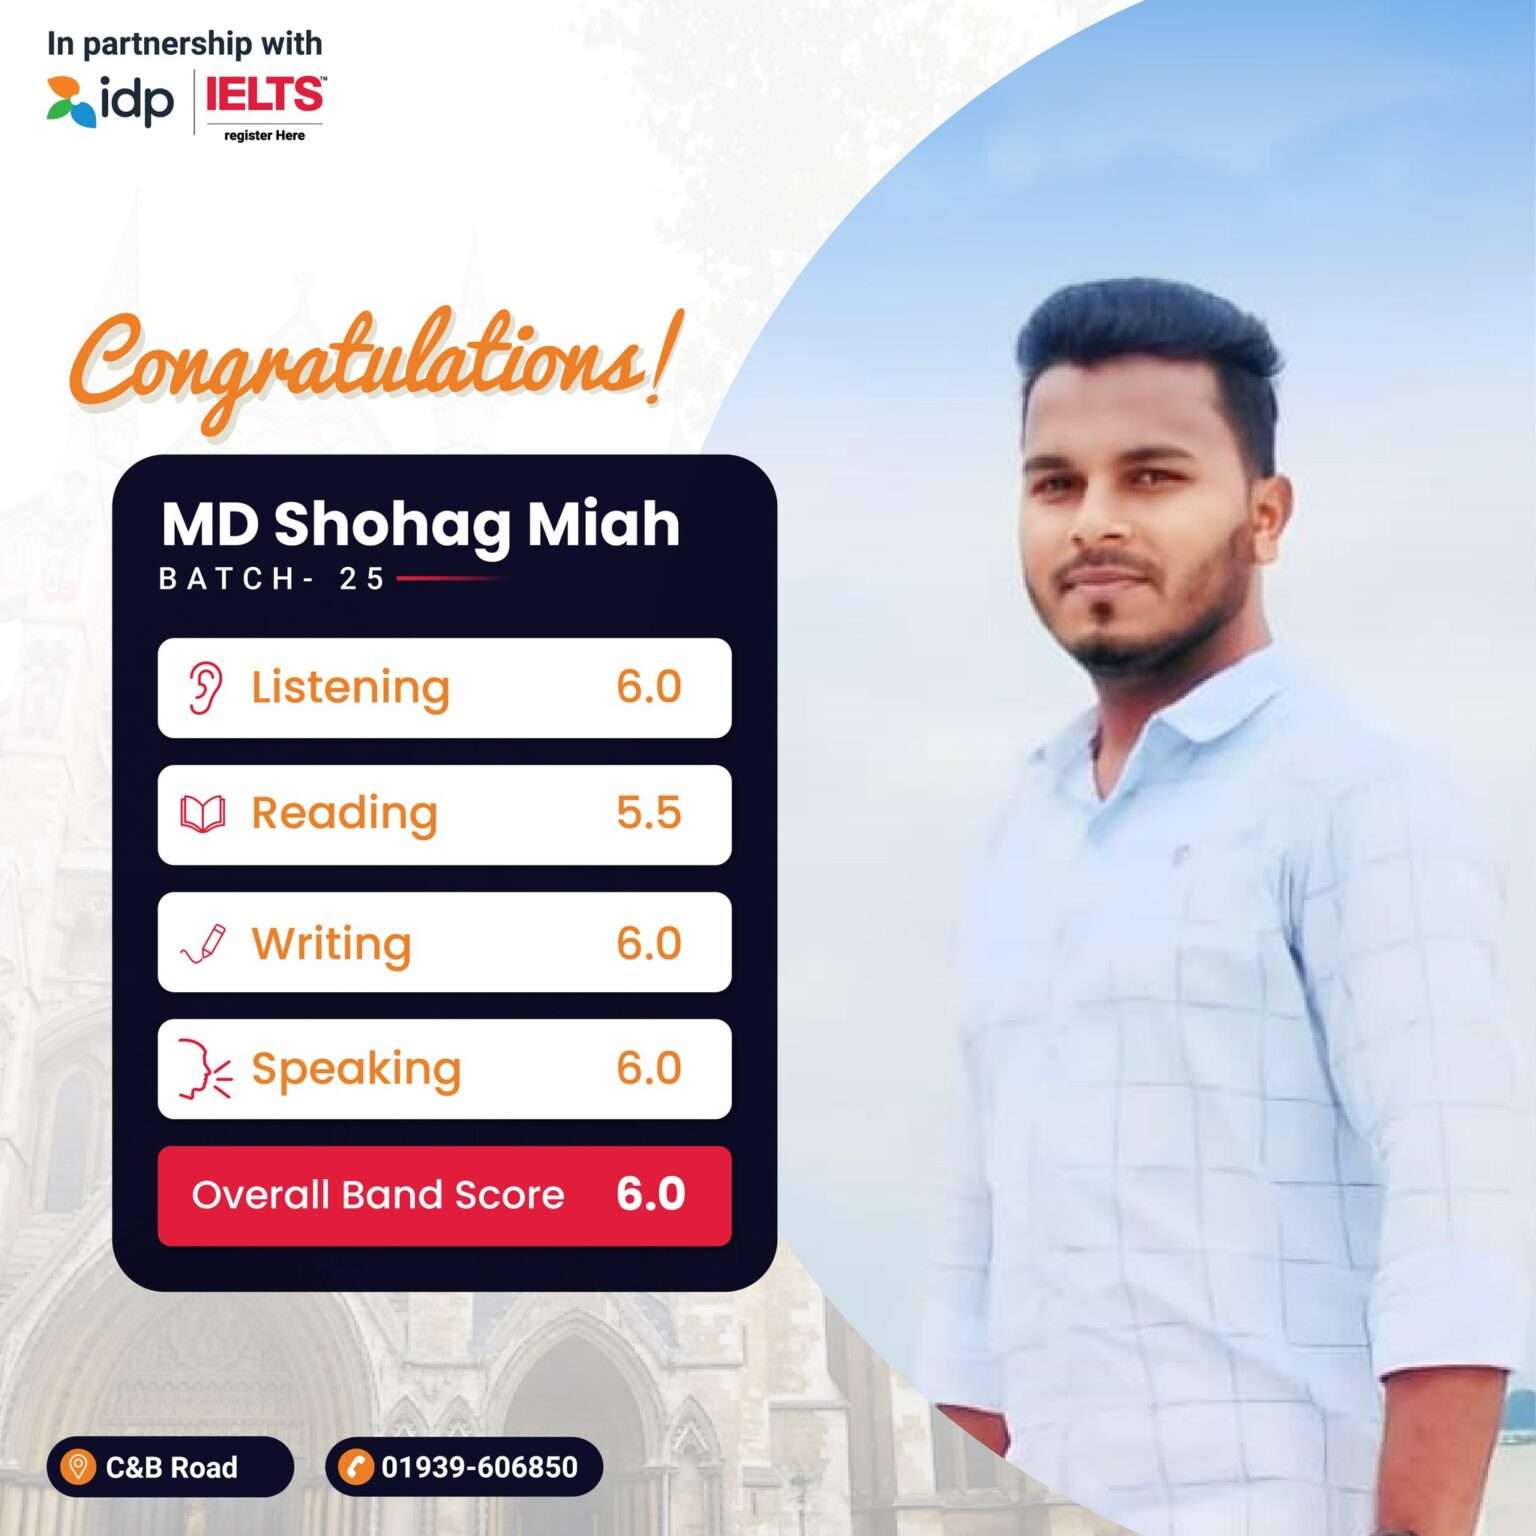 In partnership with
idp IELTS™
register Here
Congratulations!
MD Shohag Miah
BATCH- 25
Listening 6.0
Reading 5.5
Writing 6.0
Speaking 6.0
Overall Band Score 6.0
C&B Road 01939-606850